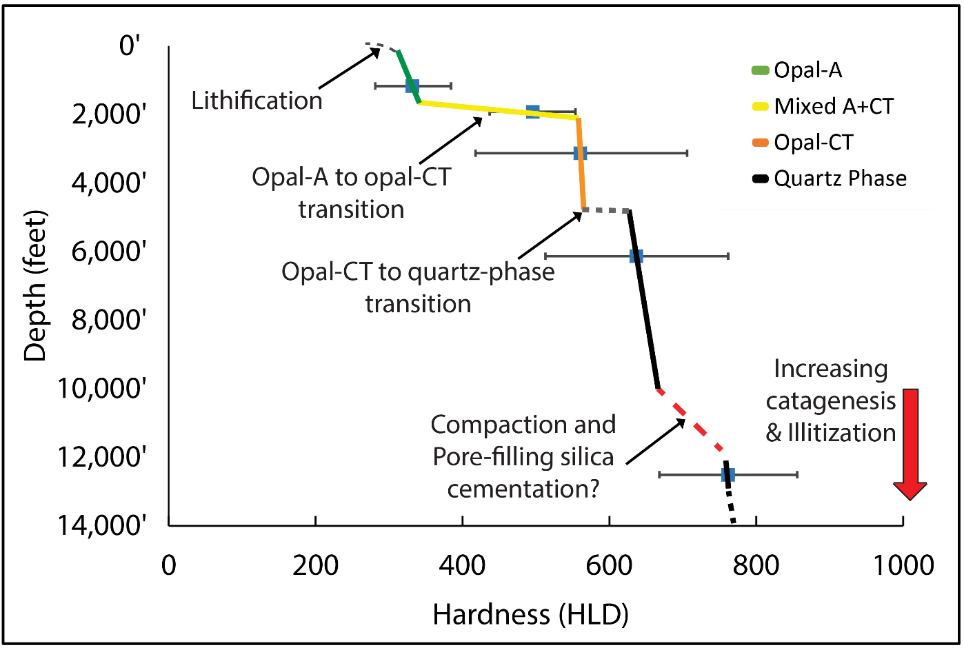 0'
2,000'
4,000'
6,000'
8,000'
10,000'
12,000'
14,000'
Depth (feet)
0
200
400
600
800
1000
Hardness (HLD)
Lithification
Opal-A to opal-CT
transition
Opal-CT to quartz-phase
transition
Compaction and
Pore-filling silica
cementation?
Opal-A
Mixed A+CT
Opal-CT
Quartz Phase
Increasing
catagenesis
& Illitization